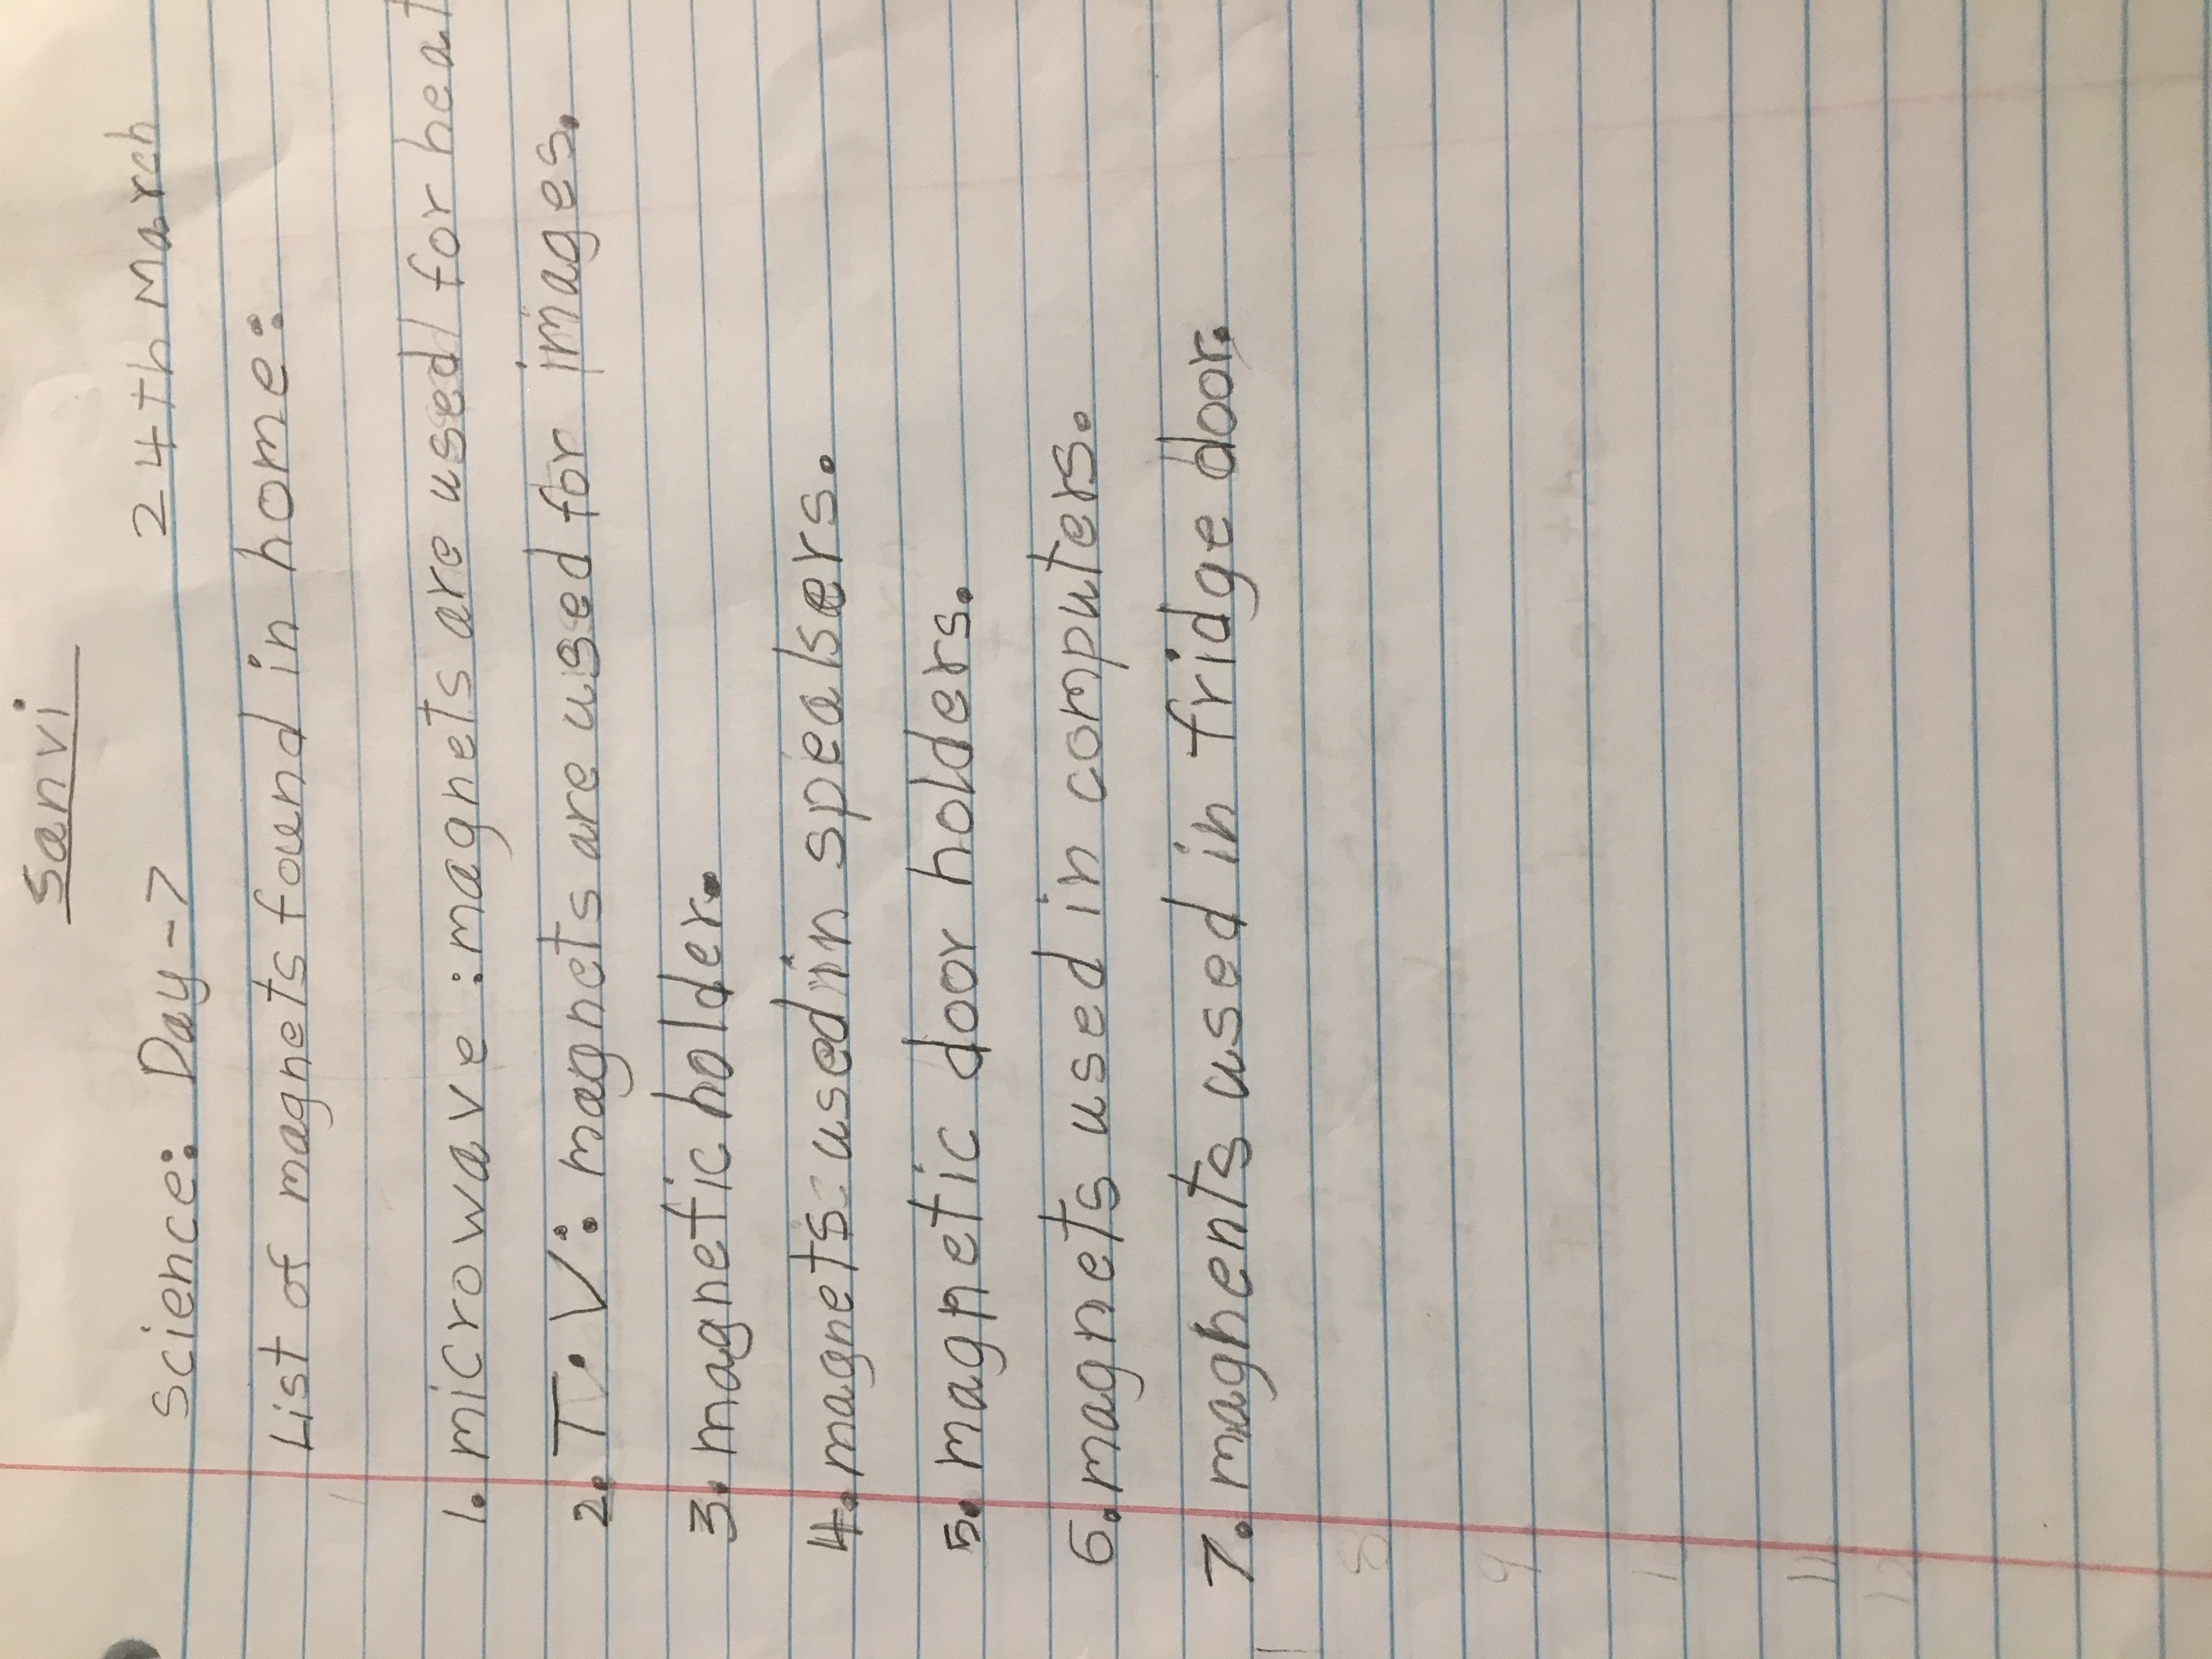 Sanvi
Science: Day-7 24th March
List of magnets found in home:
1. microwave : magnets are used for heat
2. T.V: magnets are used for images.
3. magnetic holder.
4. magnets used in speakers.
5. magnetic door holders.
6. magnets used in computers.
7. maghents used in fridge door.
8
9
11
12